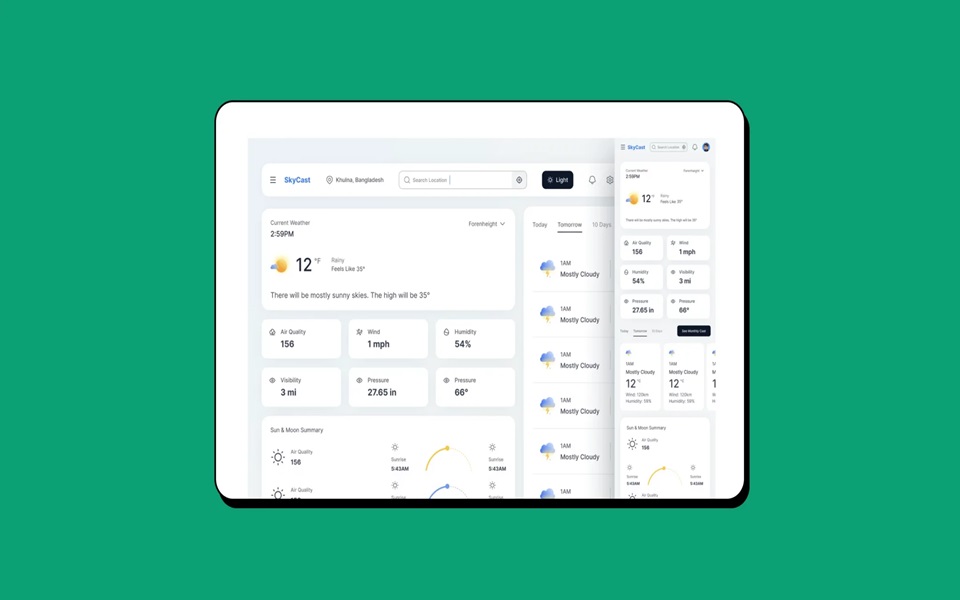 SkyCast
Khulna, Bangladesh
Search Location
Light
Current Weather
2:59PM
Forenheight
12 °F
Rainy
Feels Like 35°
There will be mostly sunny skies. The high will be 35°
Air Quality
156
Wind
1 mph
Humidity
54%
Visibility
3 mi
Pressure
27.65 in
Pressure
66°
Sun & Moon Summary
Air Quality
156
Sunrise
5:43AM
Sunrise
5:43AM
Air Quality
Sunrise
Sunrise
Today
Tomorrow
10 Days
1AM
Mostly Cloudy
1AM
Mostly Cloudy
1AM
Mostly Cloudy
1AM
Mostly Cloudy
1AM
Mostly Cloudy
1AM
SkyCast
Search Location
Current Weather
2:59PM
Forenheight
12 °F
Rainy
Feels Like 35°
There will be mostly sunny skies. The high will be 35°
Air Quality
156
Wind
1 mph
Humidity
54%
Visibility
3 mi
Pressure
27.65 in
Pressure
66°
Today
Tomorrow
10 Days
1AM
Mostly Cloudy
12 °F
Wind: 120km
Humidity: 59%
1AM
Mostly Cloudy
12 °F
Wind: 120km
Humidity: 59%
Sun & Moon Summary
Air Quality
156
Sunrise
5:43AM
Sunrise
5:43AM
Air Quality